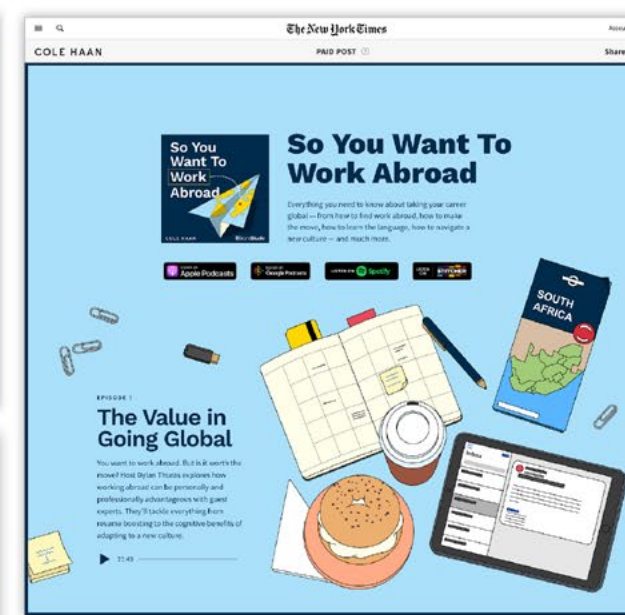 The New York Times
COLE HAAN
PAID POST
Share
So You
Want To
Work
Abroad
COLE HAAN
So You Want To
Work Abroad
Everything you need to know about taking your career
global — from how to find work abroad, how to make
the move, how to learn the language, how to navigate a
new culture — and much more.
Apple Podcasts
Google Podcasts
LISTEN ON Spotify
LISTEN ON STITCHER
SOUTH
AFRICA
Inbox
EPISODE 1
The Value in
Going Global
You want to work abroad. But is it worth the
move? Host Dylan Thuras explores how
working abroad can be personally and
professionally advantageous with guest
experts. They'll tackle everything from
resume boosting to the cognitive benefits of
adapting to a new culture.